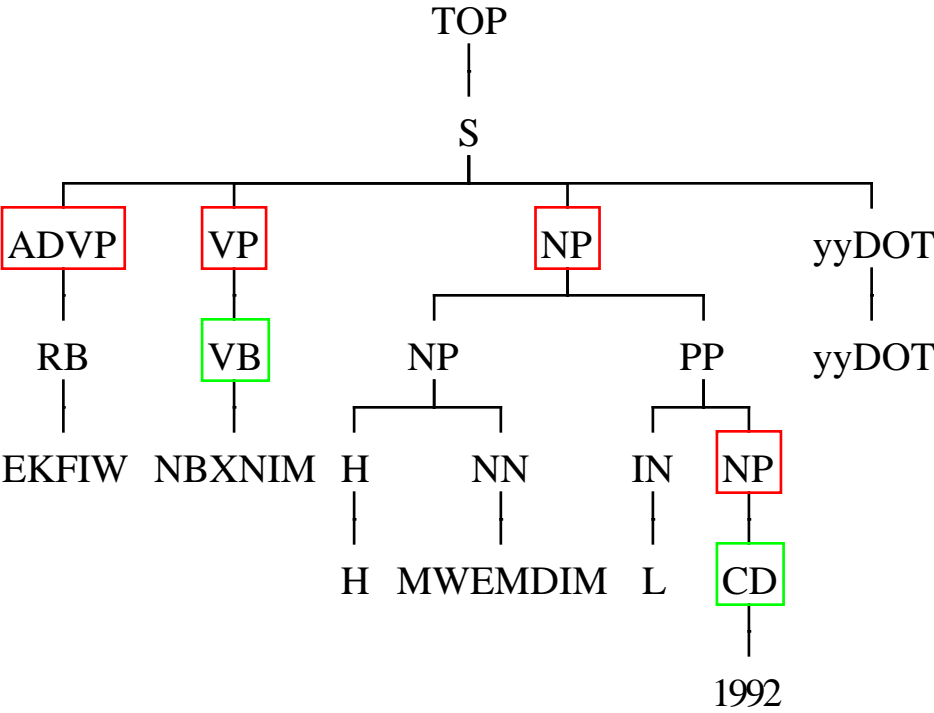 TOP
S
ADVP VP NP yyDOT
RB VB NP PP yyDOT
EKFIW NBXNIM H NN IN NP
H MWEMDIM L CD
1992